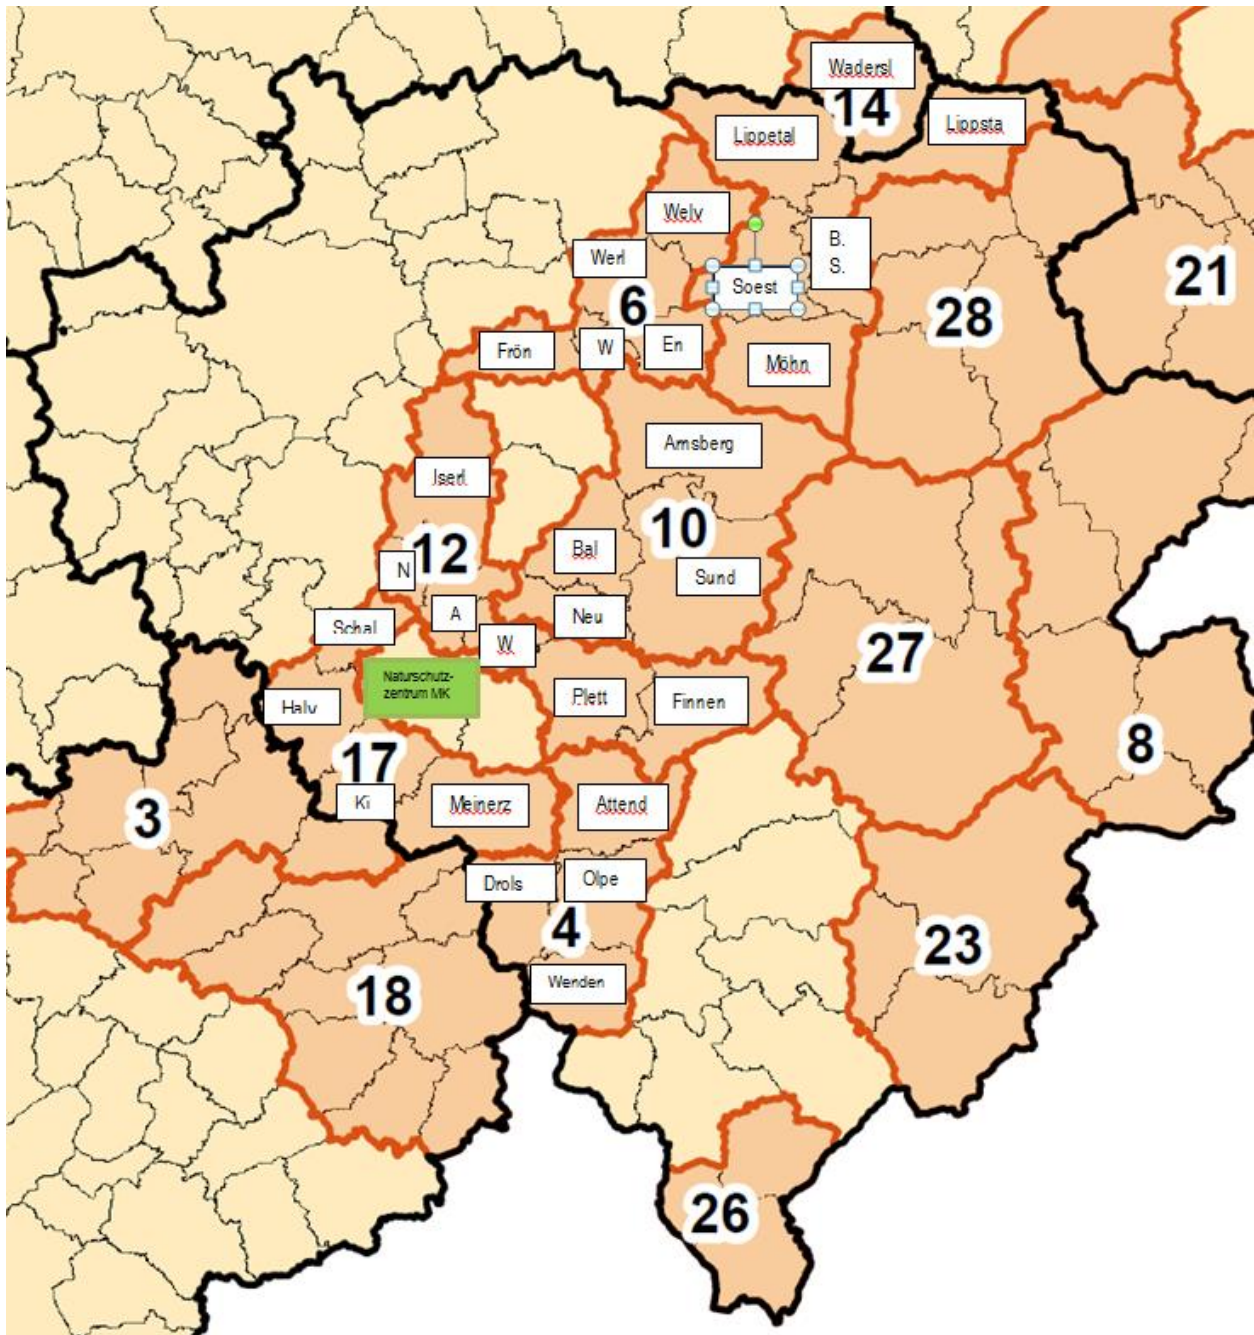 Wadersl
14
Lippsta
Lippetal
Welv
B.
S.
Werl
Soest
21
6
28
Frön
W
En
Möhn
Arnsberg
Iserl
10
12
Bal
N
Sund
A
Neu
Schal
W.
27
Naturschutz-
zentrum MK
Halv
Plett
Finnen
8
17
Ki
Meinerz
Attend
3
Drols
Olpe
4
23
Wenden
18
26